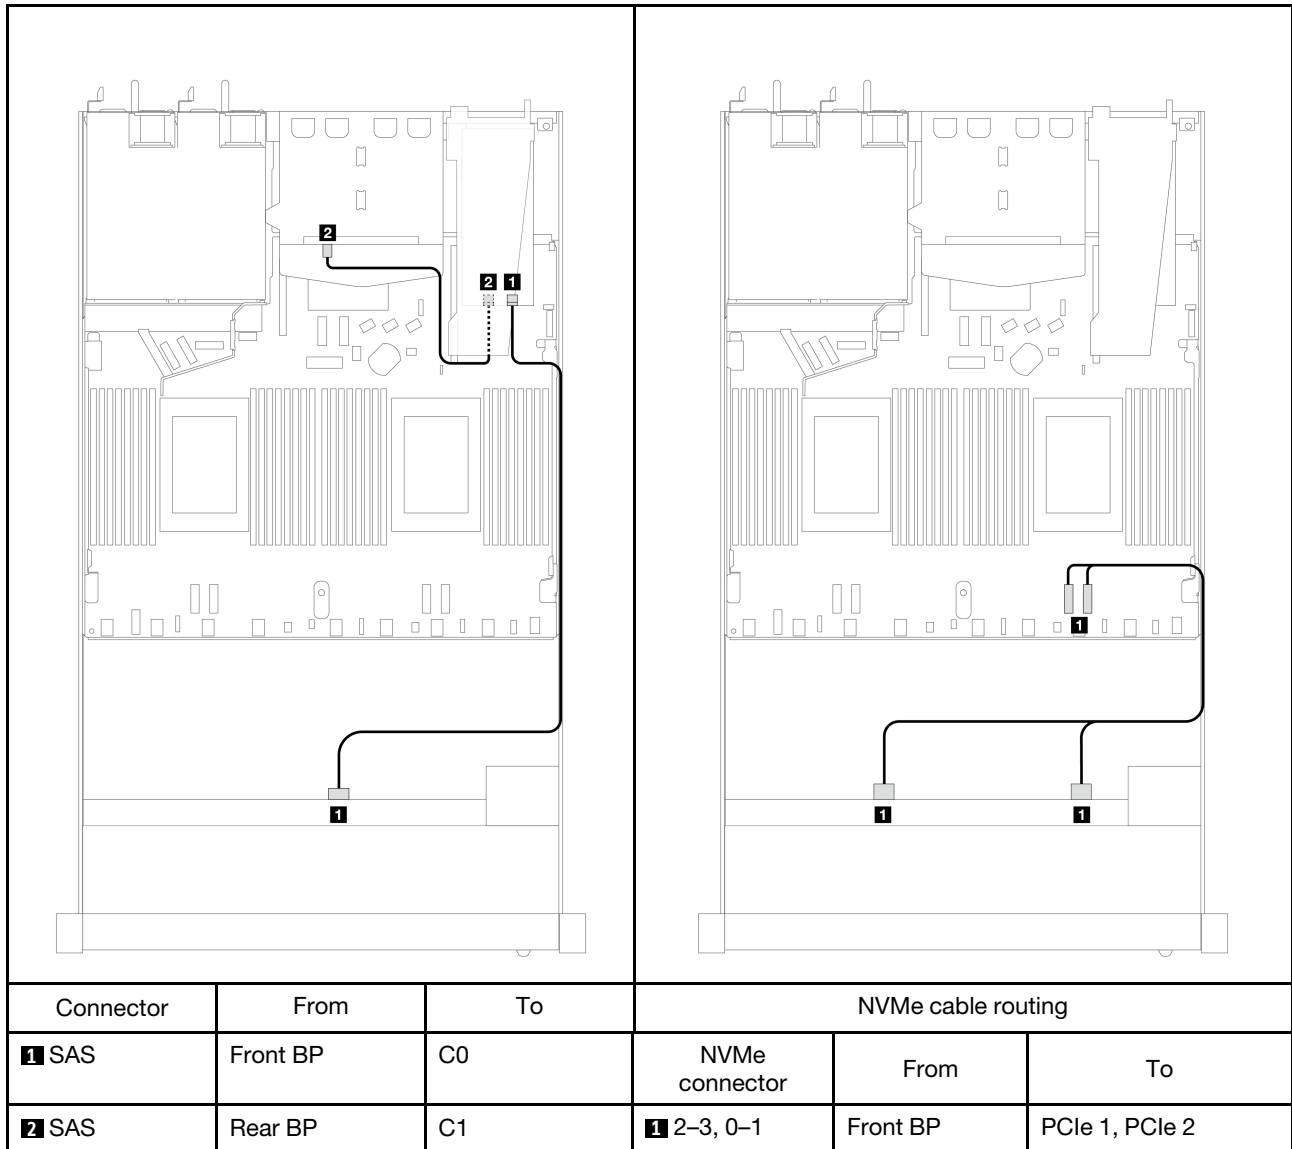 2
2 1
1
1
1 1
Connector From To
1 SAS Front BP C0
2 SAS Rear BP C1
NVMe cable routing
NVMe connector From To
1 2–3, 0–1 Front BP PCIe 1, PCIe 2